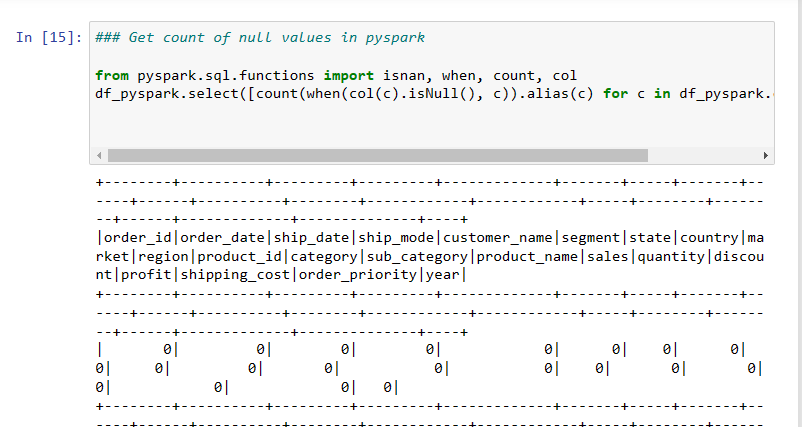 In [15]: ### Get count of null values in pyspark
from pyspark.sql.functions import isnan, when, count, col
df_pyspark.select([count(when(col(c).isNull(), c)).alias(c) for c in df_pyspark.
+--------+----------+---------+---------+-------------+-------+-----+-------+--
----+------+----------+--------+------------+------------+-----+--------+------
--+------+-------------+--------------+----+
|order_id|order_date|ship_date|ship_mode|customer_name|segment|state|country|ma
rket|region|product_id|category|sub_category|product_name|sales|quantity|discou
nt|profit|shipping_cost|order_priority|year|
+--------+----------+---------+---------+-------------+-------+-----+-------+--
----+------+----------+--------+------------+------------+-----+--------+------
--+------+-------------+--------------+----+
|       0|         0|        0|        0|            0|      0|    0|      0|
0|     0|         0|       0|           0|           0|    0|       0|       0|
0|            0|             0|   0|
+--------+----------+---------+---------+-------------+-------+-----+-------+--
----+------+----------+--------+------------+------------+-----+--------+------